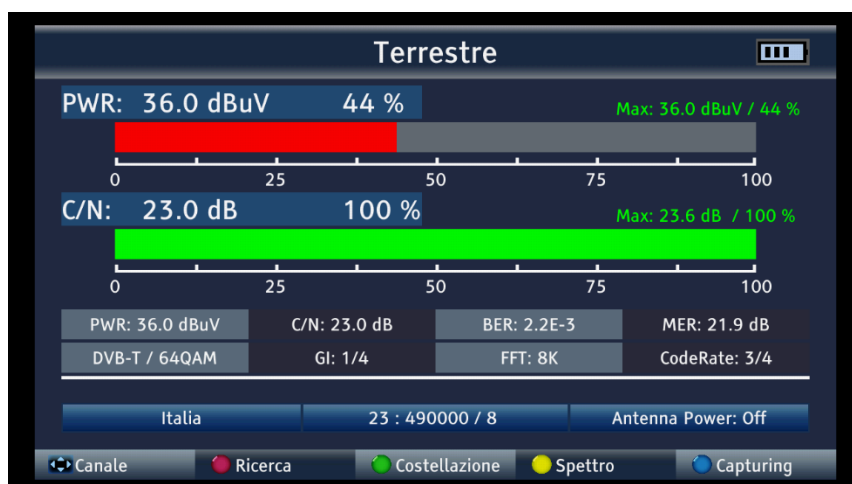 Terrestre
PWR: 36.0 dBuV 44 %
Max: 36.0 dBuV / 44 %
0 25 50 75 100
C/N: 23.0 dB 100 %
Max: 23.6 dB / 100 %
0 25 50 75 100
PWR: 36.0 dBuV C/N: 23.0 dB BER: 2.2E-3 MER: 21.9 dB
DVB-T / 64QAM GI: 1/4 FFT: 8K CodeRate: 3/4
Italia 23 : 490000 / 8 Antenna Power: Off
Canale Ricerca Costellazione Spettro Capturing